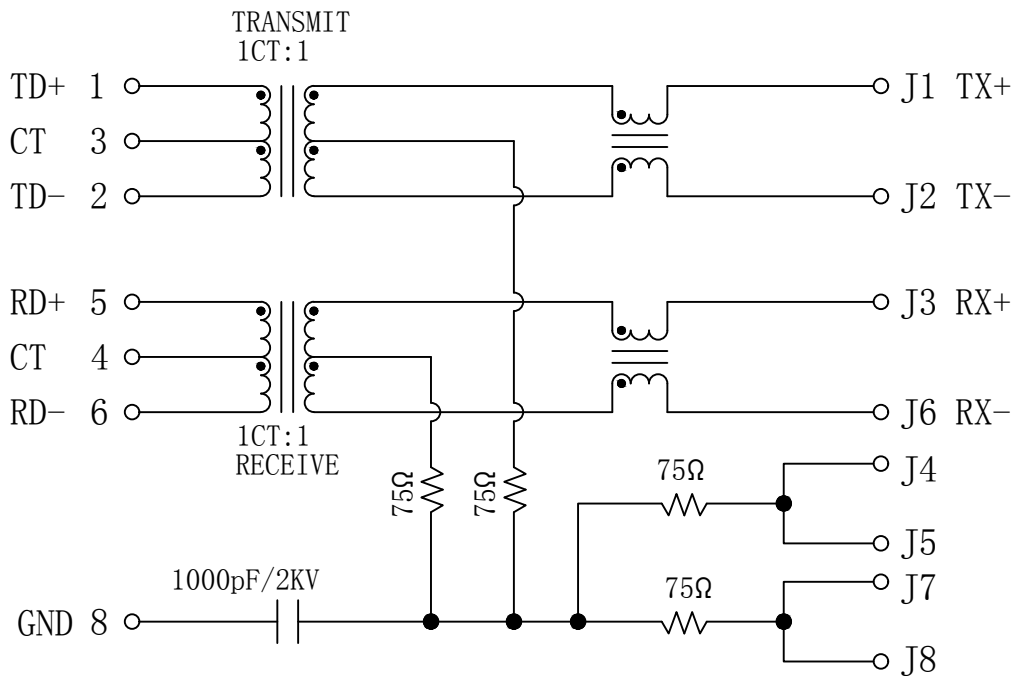 TRANSMIT
1CT:1
TD+ 1
J1 TX+
CT 3
TD- 2
J2 TX-
RD+ 5
J3 RX+
CT 4
RD- 6
J6 RX-
1CT:1
RECEIVE
75Ω
75Ω
75Ω
J4
J5
1000pF/2KV
75Ω
J7
GND 8
J8